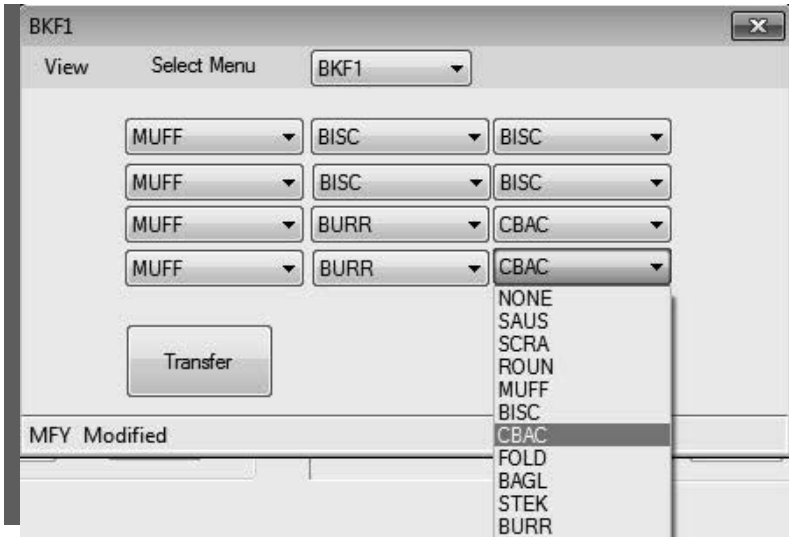 BKF1
View Select Menu BKF1
MUFF BISC BISC
MUFF BISC BISC
MUFF BURR CBAC
MUFF BURR CBAC
NONE
SAUS
SCRA
ROUN
MUFF
BISC
CBAC
FOLD
BAGL
STEK
BURR
Transfer
MFY Modified